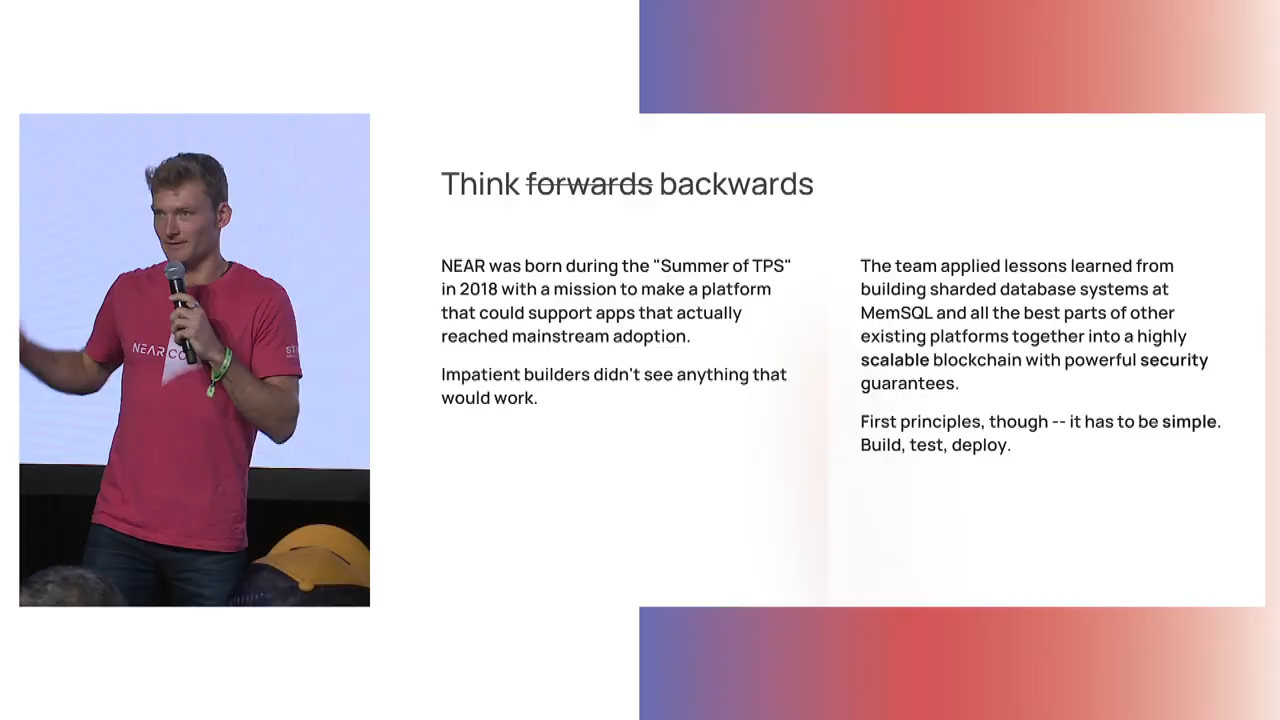 Think forwards backwards
NEAR was born during the "Summer of TPS"
in 2018 with a mission to make a platform
that could support apps that actually
reached mainstream adoption.
Impatient builders didn't see anything that
would work.
The team applied lessons learned from
building sharded database systems at
MemSQL and all the best parts of other
existing platforms together into a highly
scalable blockchain with powerful security
guarantees.
First principles, though -- it has to be simple.
Build, test, deploy.
NEAR